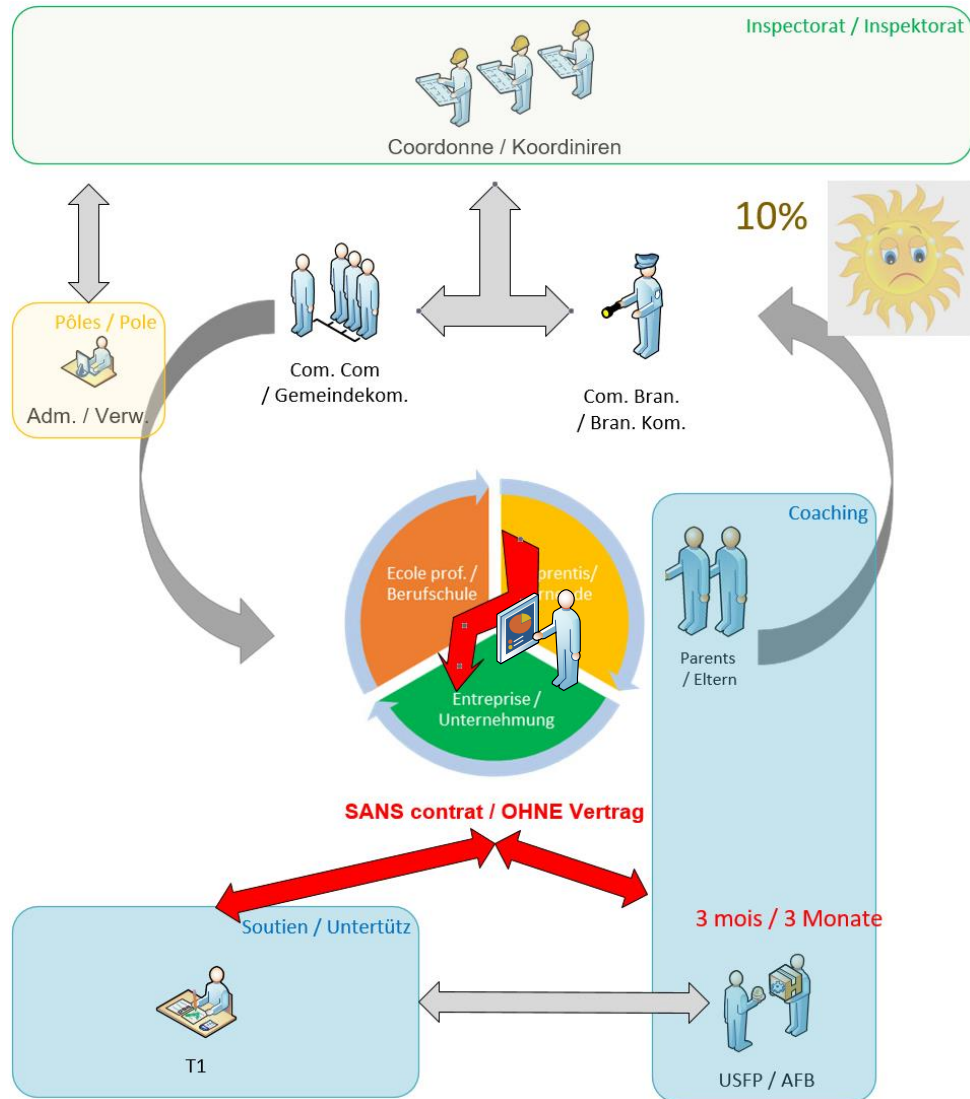 Inspectorat / Inspektorat
Coordonne / Koordiniren
10%
Pôles / Pole
Adm. / Verw.
Com. Com
/ Gemeindekom.
Com. Bran.
/ Bran. Kom.
Coaching
Ecole prof. /
Berufschule
Parents
/ Eltern
Entreprise /
Unternehmung
SANS contrat / OHNE Vertrag
3 mois / 3 Monate
Soutien / Untertütz
T1
USFP / AFB